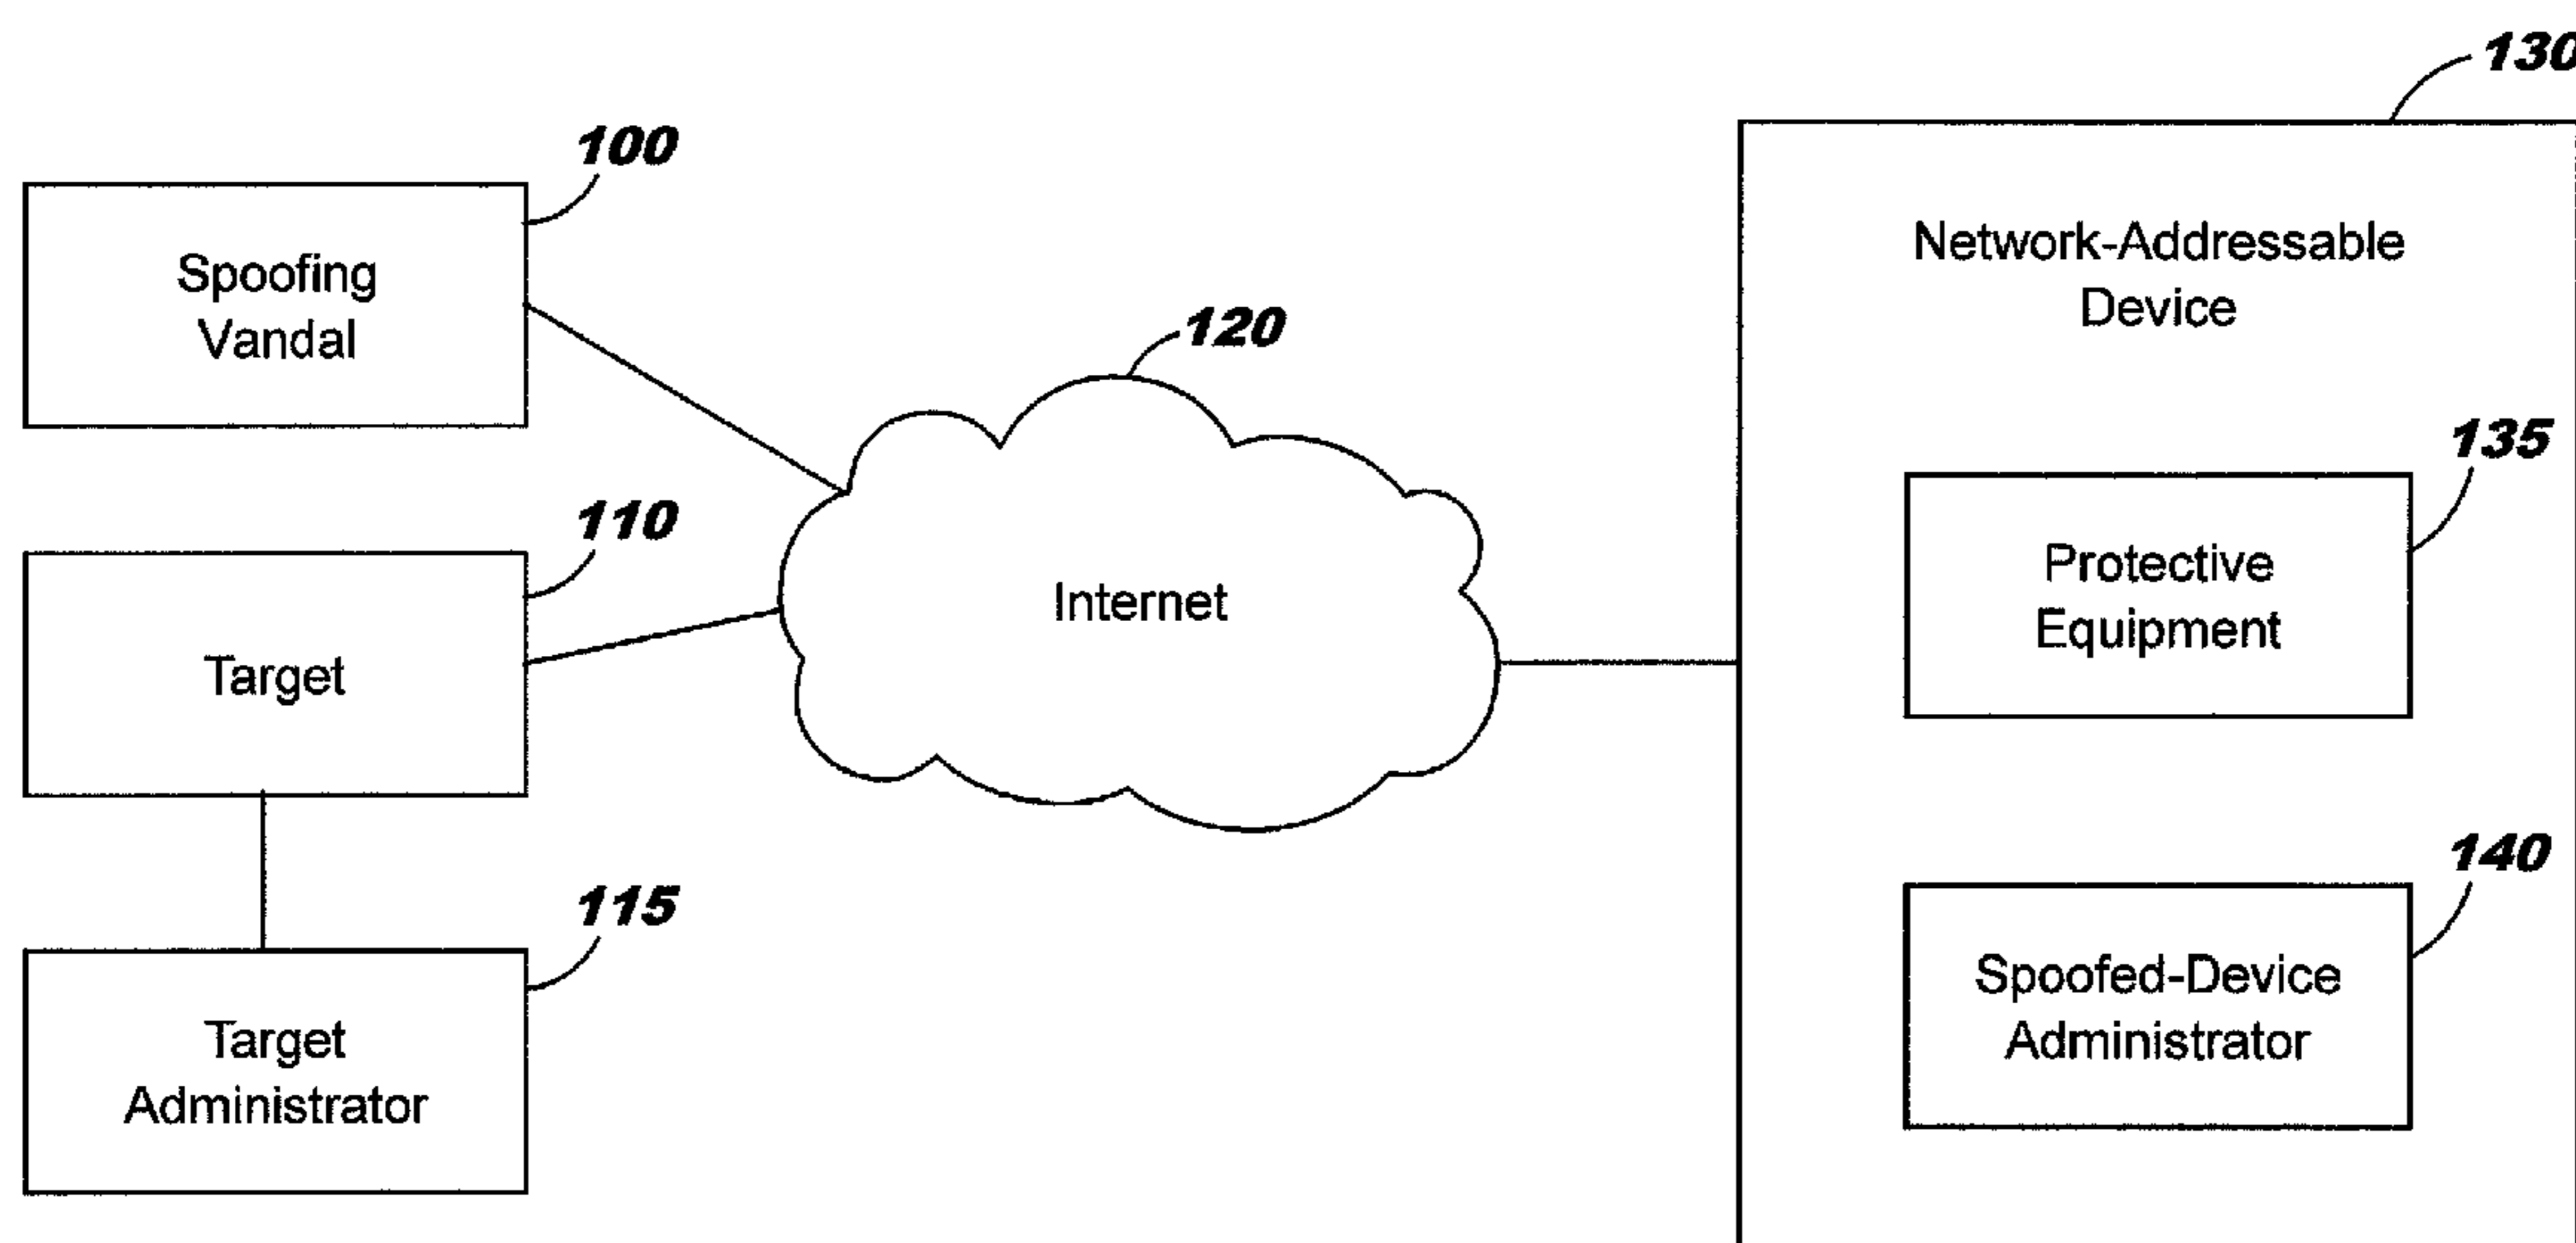 130
100
Spoofing
Vandal
Network-Addressable
Device
120
135
110
Protective
Equipment
Internet
Target
140
115
Spoofed-Device
Administrator
Target
Administrator